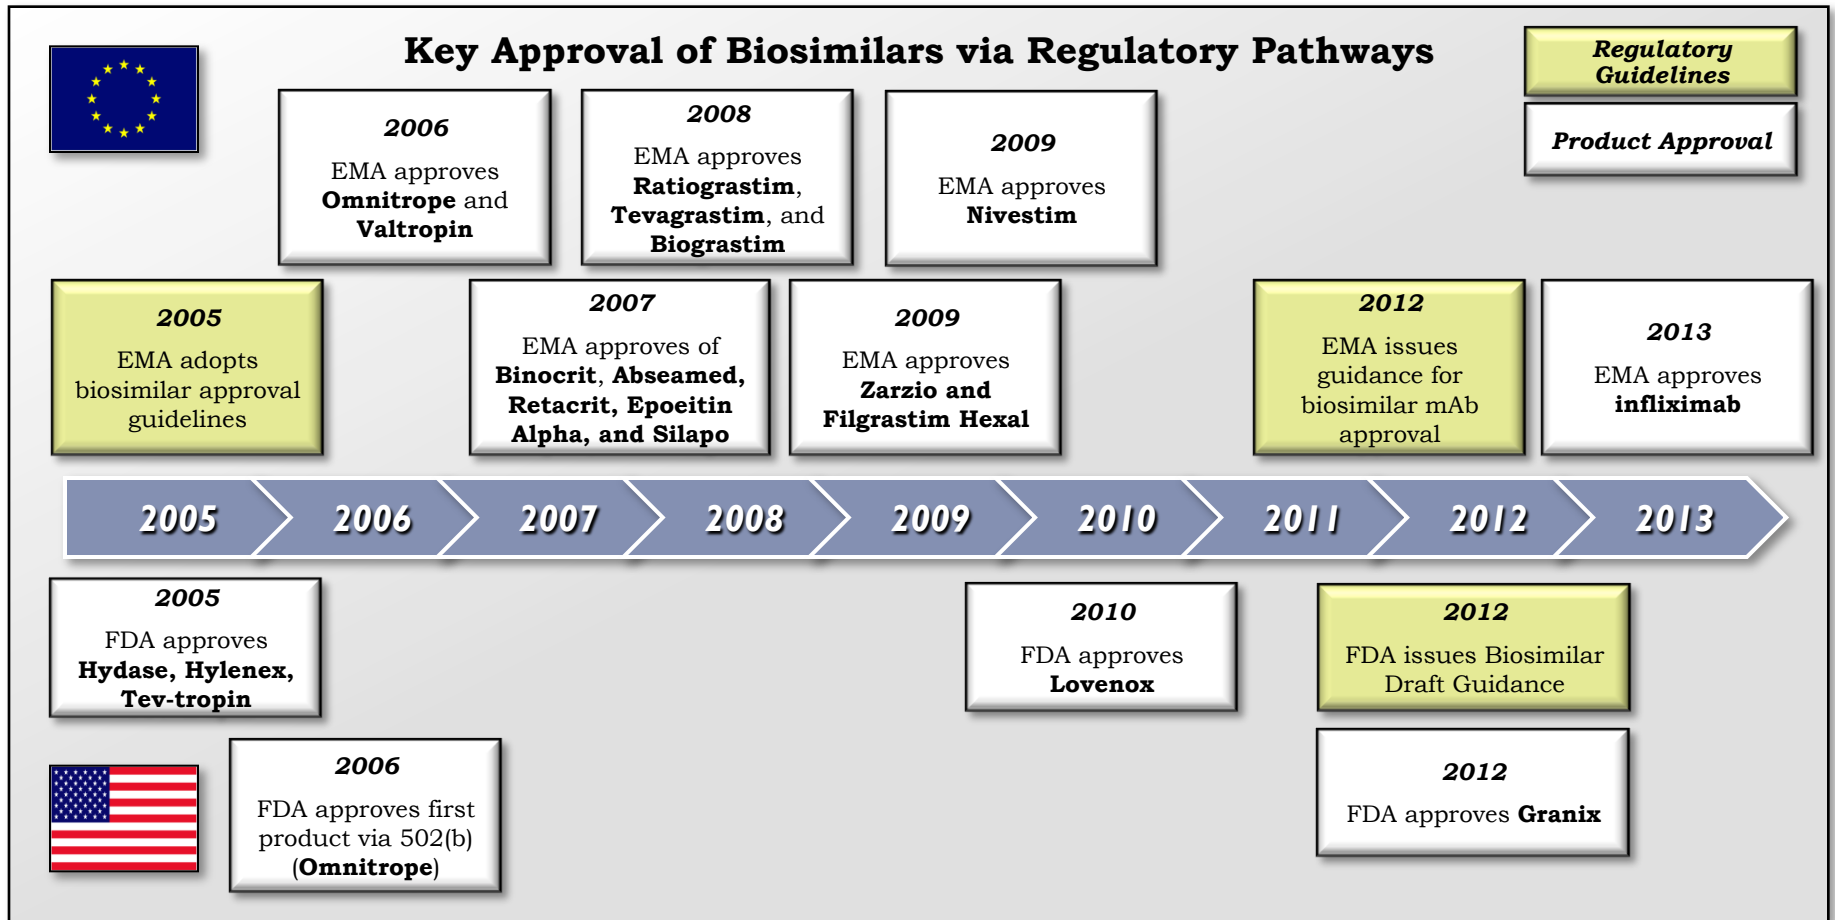 Key Approval of Biosimilars via Regulatory Pathways
Regulatory
Guidelines
Product Approval
2006
EMA approves
Omnitrope and
Valtropin
2008
EMA approves
Ratiograstim,
Tevagrastim, and
Biograstim
2009
EMA approves
Nivestim
2005
EMA adopts
biosimilar approval
guidelines
2007
EMA approves of
Binocrit, Abseamed,
Retacrit, Epoeitin
Alpha, and Silapo
2009
EMA approves
Zarzio and
Filgrastim Hexal
2012
EMA issues
guidance for
biosimilar mAb
approval
2013
EMA approves
infliximab
2005 2006 2007 2008 2009 2010 2011 2012 2013
2005
FDA approves
Hydase, Hylenex,
Tev-tropin
2010
FDA approves
Lovenox
2012
FDA issues Biosimilar
Draft Guidance
2006
FDA approves first
product via 502(b)
(Omnitrope)
2012
FDA approves Granix